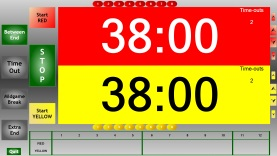 Start
RED
Time-outs
2
38:00
Between
End
STOP
Time
Out
Midgame
Break
Time-outs
2
38:00
Start
YELLOW
Extra
End
1 2 3 4 5 6 7 8 9 10 11 12
RED
YELLOW
Quit